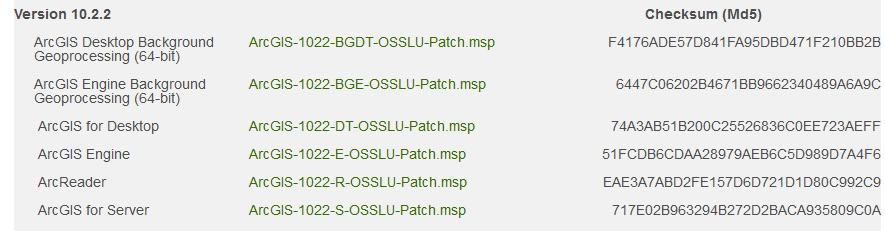 Version 10.2.2 Checksum (Md5)
ArcGIS Desktop Background Geoprocessing (64-bit) ArcGIS-1022-BGDT-OSSLU-Patch.msp F4176ADE57D841FA95DBD471F210BB2B
ArcGIS Engine Background Geoprocessing (64-bit) ArcGIS-1022-BGE-OSSLU-Patch.msp 6447C06202B4671BB9662340489A6A9C
ArcGIS for Desktop ArcGIS-1022-DT-OSSLU-Patch.msp 74A3AB51B200C25526836C0EE723AEFF
ArcGIS Engine ArcGIS-1022-E-OSSLU-Patch.msp 51FCDB6CDAA28979AEB6C5D989D7A4F6
ArcReader ArcGIS-1022-R-OSSLU-Patch.msp EAE3A7ABD2FE157D6D721D1D80C992C9
ArcGIS for Server ArcGIS-1022-S-OSSLU-Patch.msp 717E02B963294B272D2BACA935809C0A